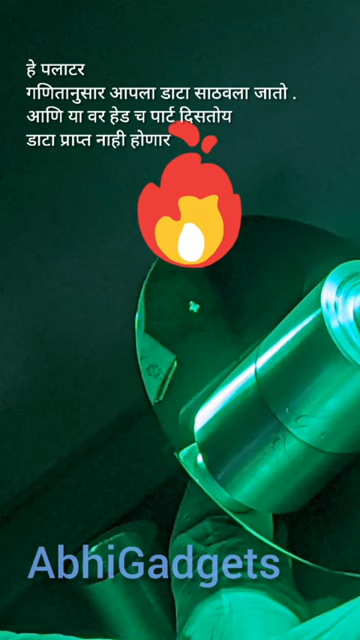 हे पलाटर
गणितानुसार आपला डाटा साठवला जातो .
आणि या वर हेड च पार्ट दिसतोय
डाटा प्राप्त नाही होणार
AbhiGadgets